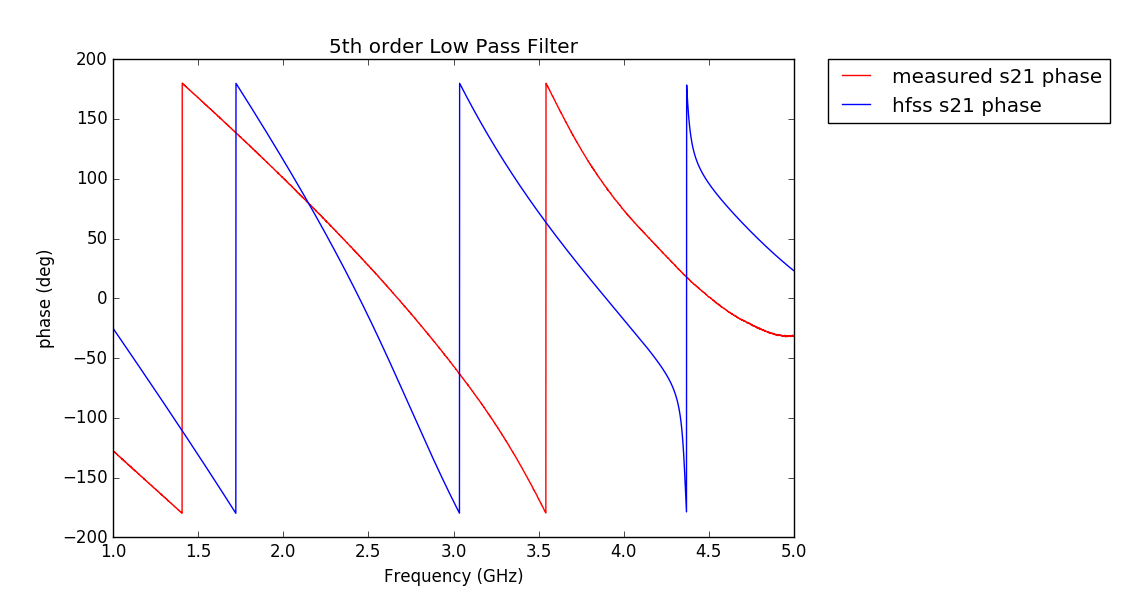 5th order Low Pass Filter
measured s21 phase
hfss s21 phase
200
150
100
50
0
−50
−100
−150
−200
phase (deg)
1.0 1.5 2.0 2.5 3.0 3.5 4.0 4.5 5.0
Frequency (GHz)